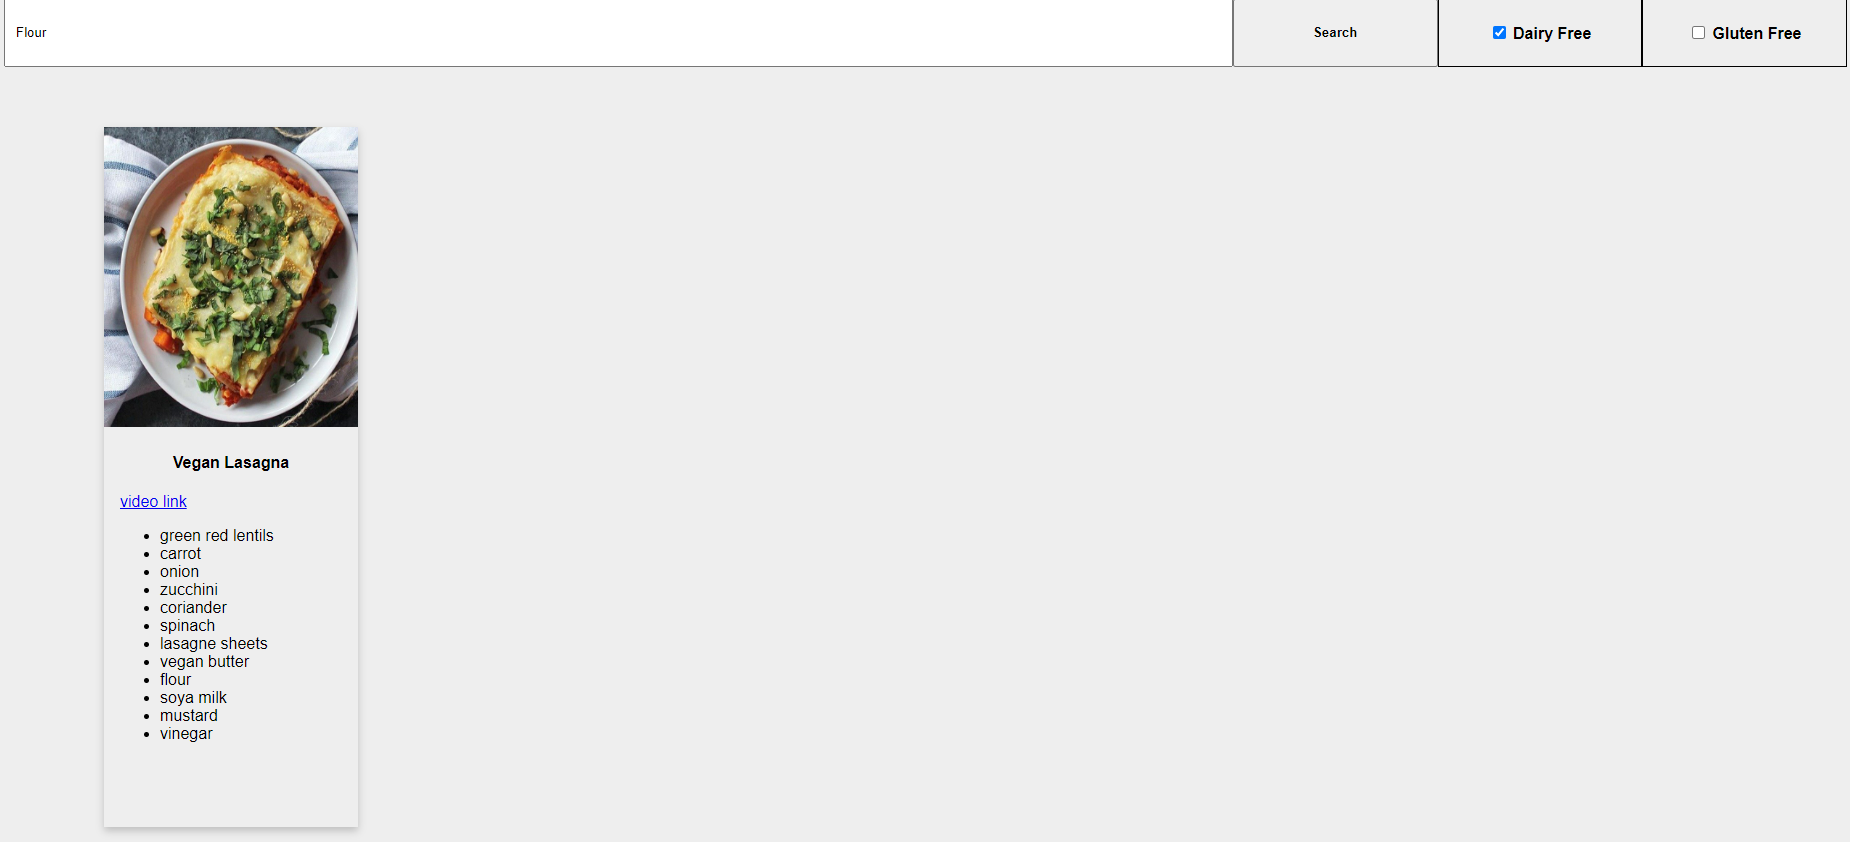 Flour
Search
Dairy Free
Gluten Free
Vegan Lasagna
video link
green red lentils
carrot
onion
zucchini
coriander
spinach
lasagne sheets
vegan butter
flour
soya milk
mustard
vinegar